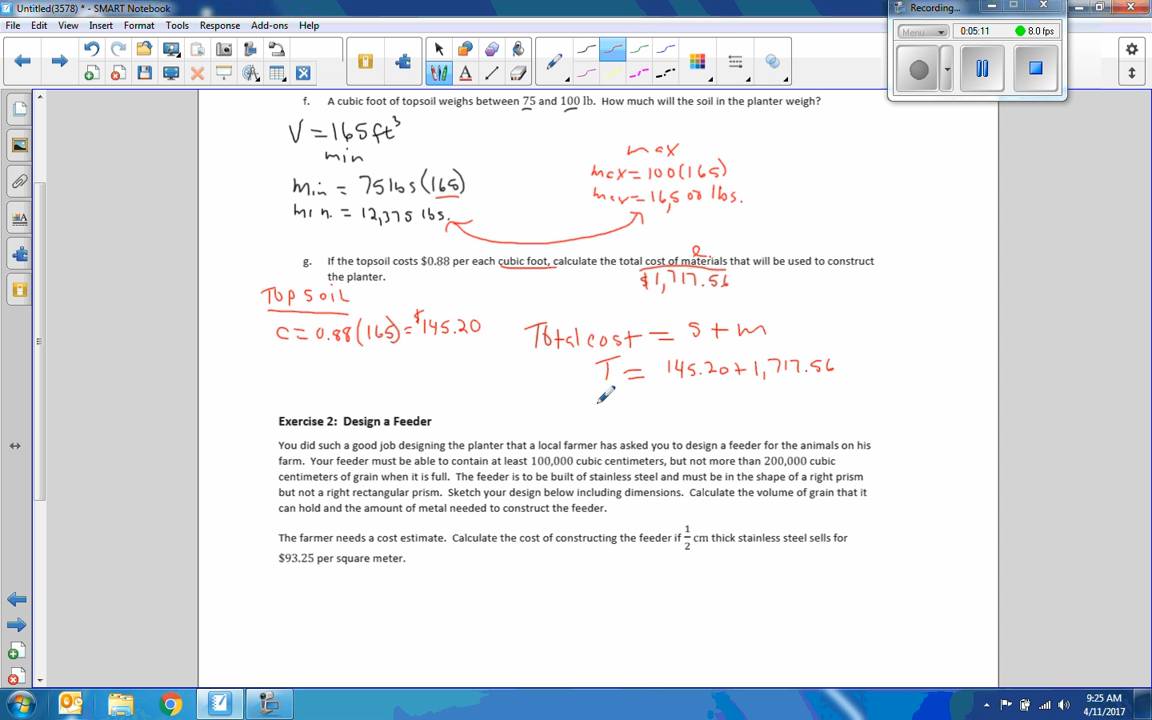 Untitled(3578) * - SMART Notebook
Recording...
File Edit View Insert Format Tools Response Add-ons Help
Menu 0:05:11 8.0 fps
f. A cubic foot of topsoil weighs between 75 and 100 lb. How much will the soil in the planter weigh?
V = 165 ft³
min
min = 75 lbs (165)
min. = 12,375 lbs.
max
max = 100 (165)
max = 16,500 lbs.
g. If the topsoil costs $0.88 per each cubic foot, calculate the total cost of materials that will be used to construct
the planter.
$1,717.56
Top Soil
C = 0.88 (165) = $145.20
Total cost = s + m
T = 145.20 + 1,717.56
Exercise 2: Design a Feeder
You did such a good job designing the planter that a local farmer has asked you to design a feeder for the animals on his
farm. Your feeder must be able to contain at least 100,000 cubic centimeters, but not more than 200,000 cubic
centimeters of grain when it is full. The feeder is to be built of stainless steel and must be in the shape of a right prism
but not a right rectangular prism. Sketch your design below including dimensions. Calculate the volume of grain that it
can hold and the amount of metal needed to construct the feeder.
The farmer needs a cost estimate. Calculate the cost of constructing the feeder if 1/2 cm thick stainless steel sells for
$93.25 per square meter.
9:25 AM
4/11/2017